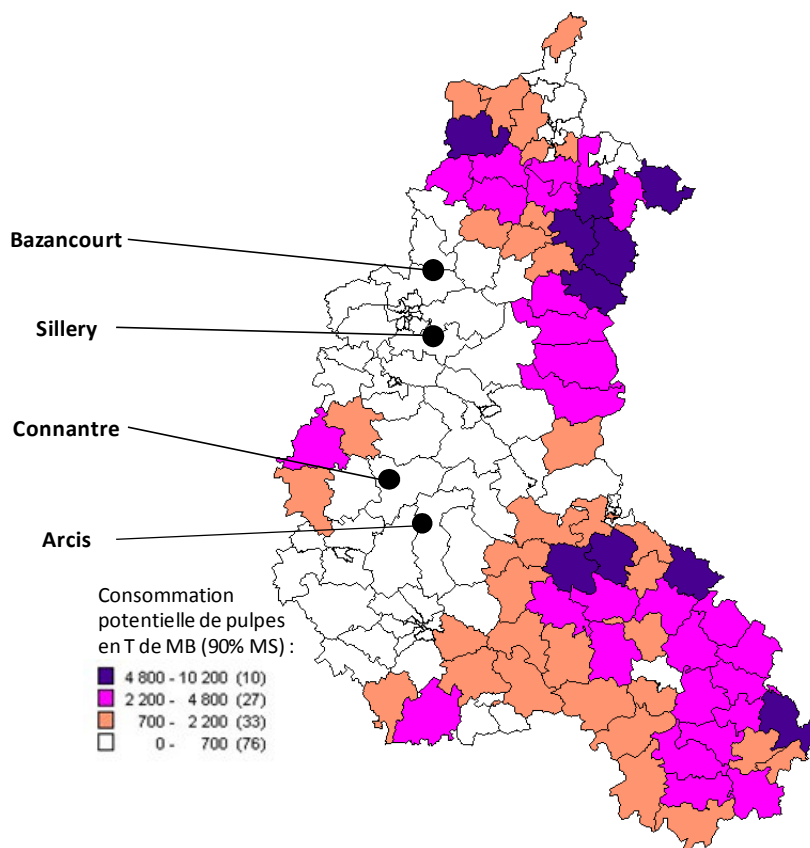 Bazancourt
Sillery
Connantre
Arcis
Consommation
potentielle de pulpes
en T de MB (90% MS) :
4 800 - 10 200 (10)
2 200 - 4 800 (27)
700 - 2 200 (33)
0 - 700 (76)